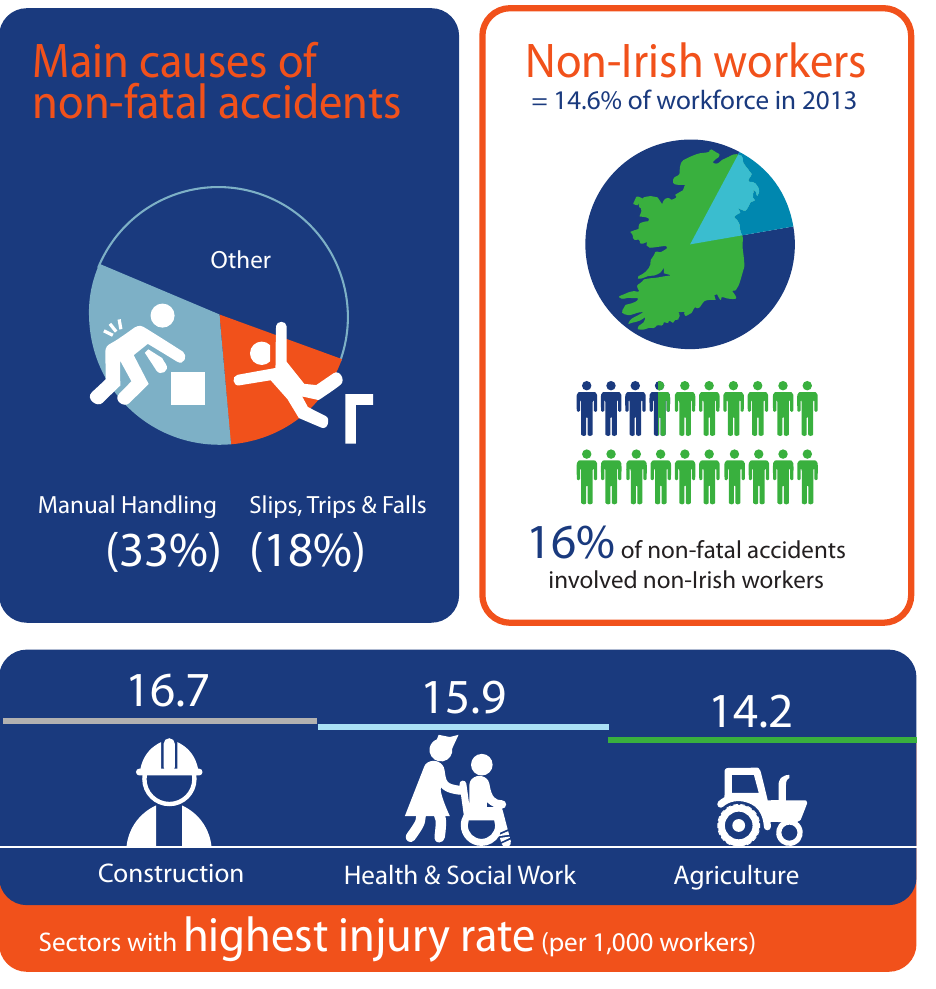 Main causes of
non-fatal accidents
Other
Manual Handling
(33%)
Slips, Trips & Falls
(18%)
Non-Irish workers
= 14.6% of workforce in 2013
16% of non-fatal accidents
involved non-Irish workers
16.7
15.9
14.2
Construction
Health & Social Work
Agriculture
Sectors with highest injury rate (per 1,000 workers)